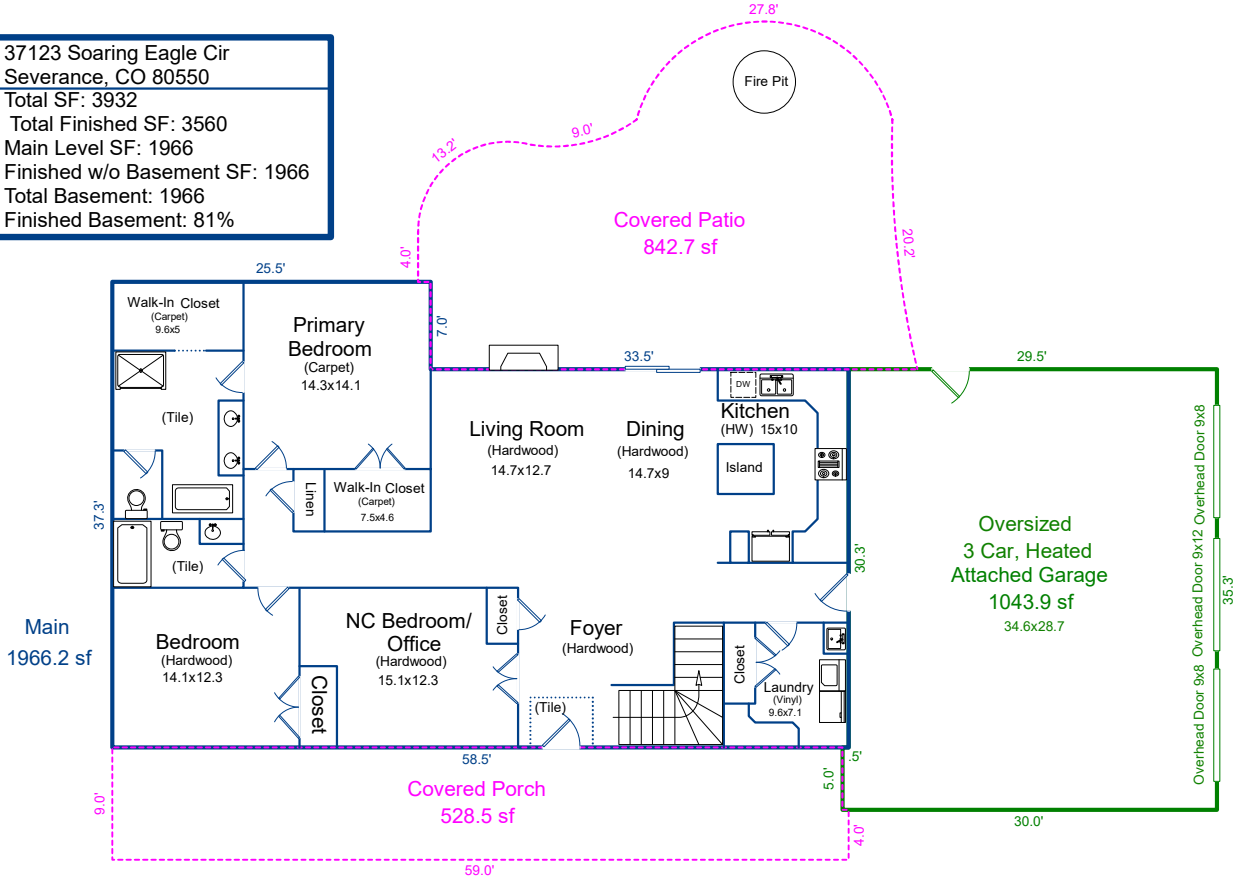 37123 Soaring Eagle Cir
Severance, CO 80550
Total SF: 3932
Total Finished SF: 3560
Main Level SF: 1966
Finished w/o Basement SF: 1966
Total Basement: 1966
Finished Basement: 81%
27.8'
Fire Pit
9.0'
13.2'
Covered Patio
842.7 sf
4.0'
20.2'
25.5'
Walk-In Closet
(Carpet)
9.6x5
Primary
Bedroom
(Carpet)
14.3x14.1
7.0'
33.5'
29.5'
(Tile)
Living Room
(Hardwood)
14.7x12.7
Dining
(Hardwood)
14.7x9
DW
Kitchen
(HW) 15x10
Island
Linen
Walk-In Closet
(Carpet)
7.5x4.6
37.3'
(Tile)
30.3'
Oversized
3 Car, Heated
Attached Garage
1043.9 sf
34.6x28.7
Overhead Door 9x8
Overhead Door 9x12
Overhead Door 9x8
35.3'
Main
1966.2 sf
Bedroom
(Hardwood)
14.1x12.3
Closet
NC Bedroom/
Office
(Hardwood)
15.1x12.3
Closet
Foyer
(Hardwood)
(Tile)
Closet
Laundry
(Vinyl)
9.6x7.1
58.5'
.5'
5.0'
Covered Porch
528.5 sf
9.0'
4.0'
30.0'
59.0'